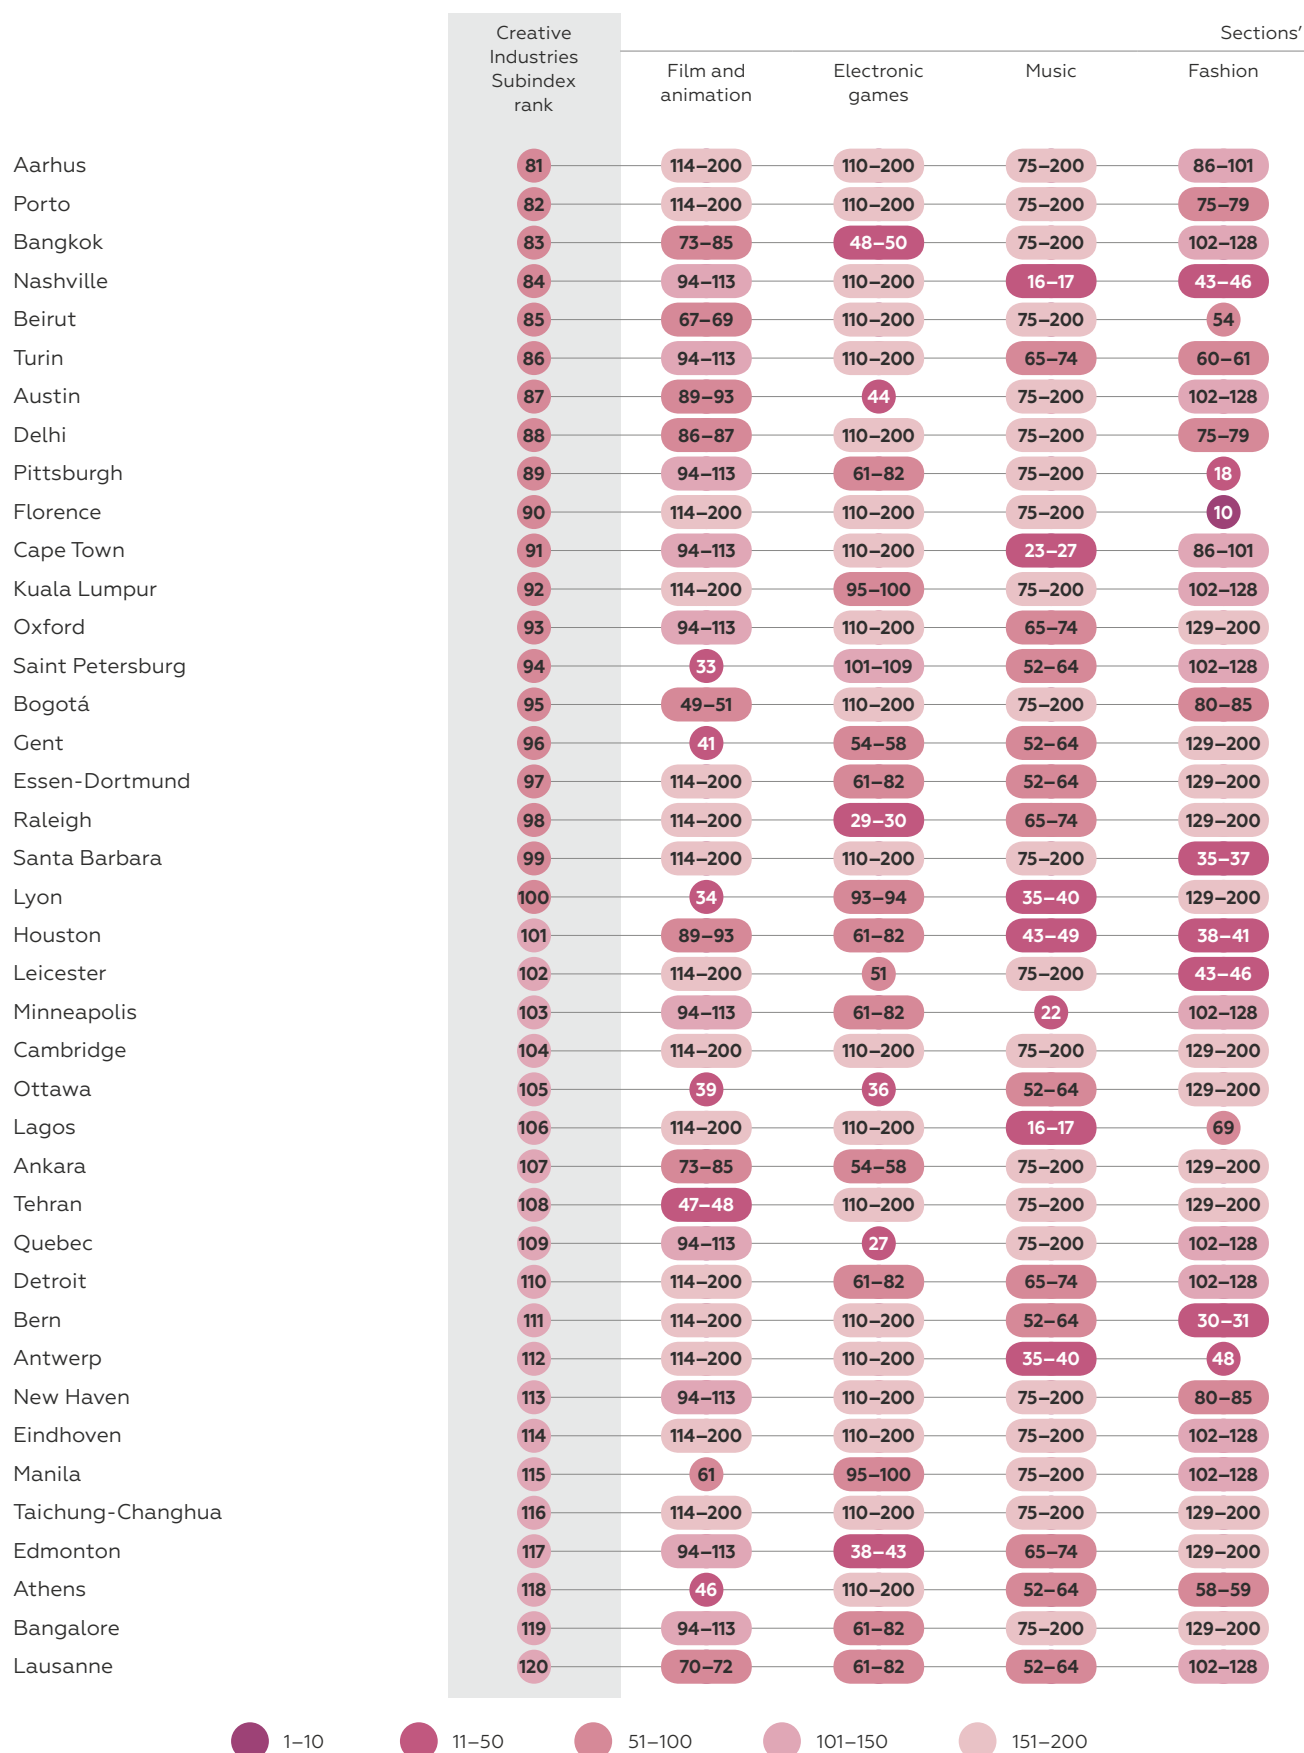 Creative
Industries
Subindex
rank
Sections’
Film and
animation
Electronic
games
Music
Fashion
Aarhus 81 114–200 110–200 75–200 86–101
Porto 82 114–200 110–200 75–200 75–79
Bangkok 83 73–85 48–50 75–200 102–128
Nashville 84 94–113 110–200 16–17 43–46
Beirut 85 67–69 110–200 75–200 54
Turin 86 94–113 110–200 65–74 60–61
Austin 87 89–93 44 75–200 102–128
Delhi 88 86–87 110–200 75–200 75–79
Pittsburgh 89 94–113 61–82 75–200 18
Florence 90 114–200 110–200 75–200 10
Cape Town 91 94–113 110–200 23–27 86–101
Kuala Lumpur 92 114–200 95–100 75–200 102–128
Oxford 93 94–113 110–200 65–74 129–200
Saint Petersburg 94 33 101–109 52–64 102–128
Bogotá 95 49–51 110–200 75–200 80–85
Gent 96 41 54–58 52–64 129–200
Essen-Dortmund 97 114–200 61–82 52–64 129–200
Raleigh 98 114–200 29–30 65–74 129–200
Santa Barbara 99 114–200 110–200 75–200 35–37
Lyon 100 34 93–94 35–40 129–200
Houston 101 89–93 61–82 43–49 38–41
Leicester 102 114–200 51 75–200 43–46
Minneapolis 103 94–113 61–82 22 102–128
Cambridge 104 114–200 110–200 75–200 129–200
Ottawa 105 39 36 52–64 129–200
Lagos 106 114–200 110–200 16–17 69
Ankara 107 73–85 54–58 75–200 129–200
Tehran 108 47–48 110–200 75–200 129–200
Quebec 109 94–113 27 75–200 102–128
Detroit 110 114–200 61–82 65–74 102–128
Bern 111 114–200 110–200 52–64 30–31
Antwerp 112 114–200 110–200 35–40 48
New Haven 113 94–113 110–200 75–200 80–85
Eindhoven 114 114–200 110–200 75–200 102–128
Manila 115 61 95–100 75–200 102–128
Taichung-Changhua 116 114–200 110–200 75–200 129–200
Edmonton 117 94–113 38–43 65–74 129–200
Athens 118 46 110–200 52–64 58–59
Bangalore 119 94–113 61–82 75–200 129–200
Lausanne 120 70–72 61–82 52–64 102–128
1–10 11–50 51–100 101–150 151–200